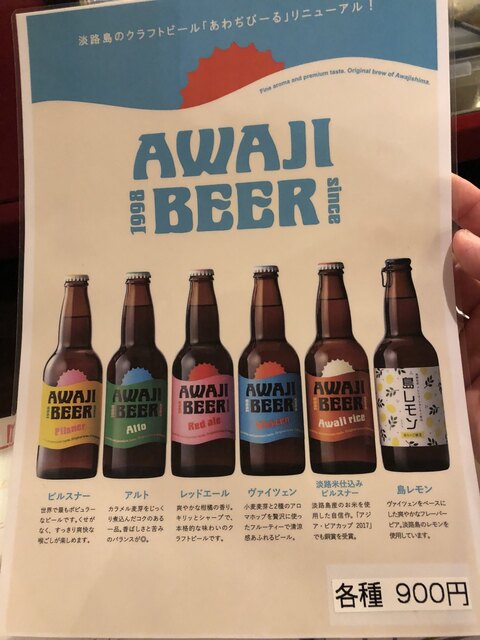 淡路島のクラフトビール「あわぢびーる」リニューアル！
Fine aroma and premium taste. Original brew of Awajishima.
AWAJI
1998 BEER since
AWAJI
BEER
Pilsner
AWAJI
BEER
Alto
AWAJI
BEER
Red ale
AWAJI
BEER
AWAJI
BEER
Awaji rice
島レモン
ピルスナー
世界で最もポピュラー
なビールです。くせが
なく、すっきり爽快な
喉ごしが楽しめます。
アルト
カラメル麦芽をじっく
り煮込んだコクのある
一品。香ばしさと苦み
のバランスが◎。
レッドエール
爽やかな柑橘の香り。
キリッとシャープで、
本格的な味わいのクラ
フトビールです。
ヴァイツェン
小麦麦芽と2種のアロ
マホップを贅沢に使っ
たフルーティーで清涼
感あふれるビール。
淡路米仕込み
ピルスナー
淡路島産のお米を使
用した自信作。「アジ
ア・ビアカップ 2017」
でも銅賞を受賞。
島レモン
ヴァイツェンをベースに
した爽やかなフレーバー
ビア。淡路島のレモンを
使用しています。
各種 900円